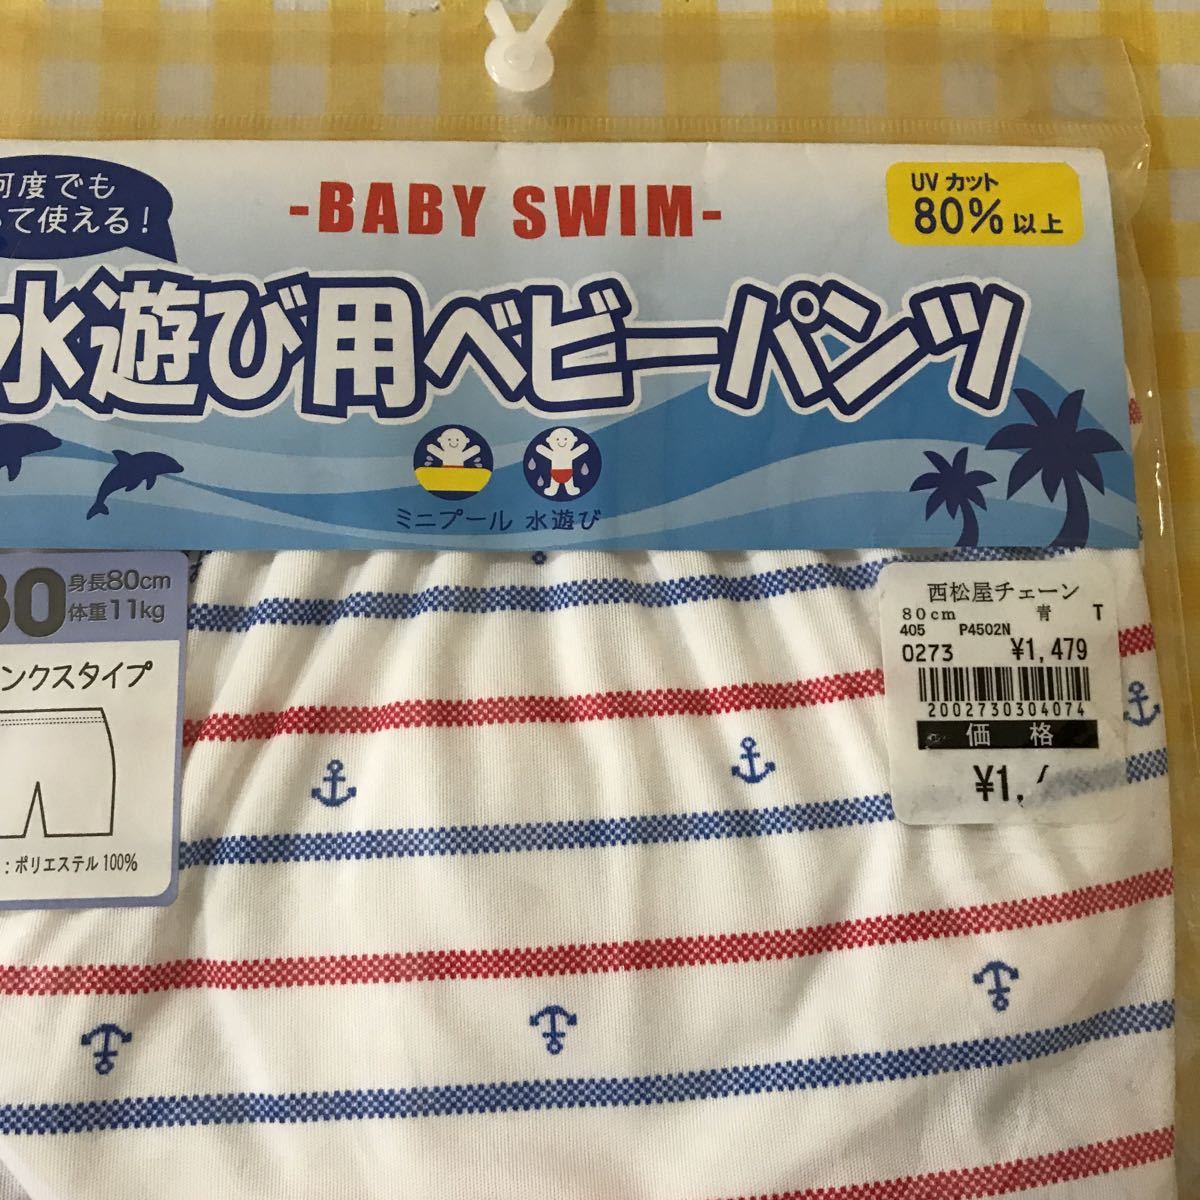 何度でも
って使える!
-BABY SWIM-
UV カット
80%以上
水遊び用ベビーパンツ
ミニプール 水遊び
80 身長80cm
体重11kg
ンクスタイプ
:ポリエステル100%
西松屋チェーン
80cm 青 T
405 P4502N
0273 ¥1,479
2002730304074
価 格
¥1,